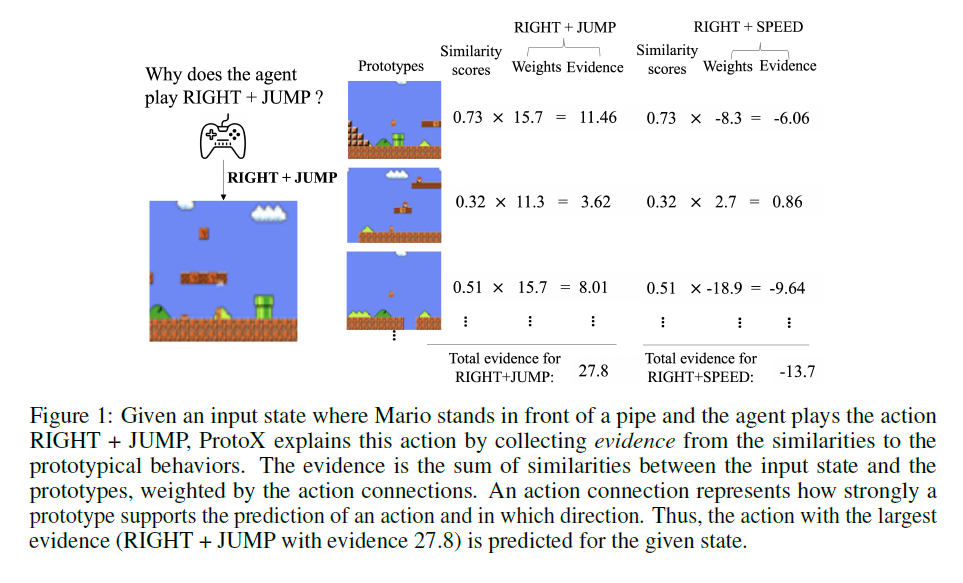 RIGHT + JUMP RIGHT + SPEED
Similarity scores Weights Evidence Similarity scores Weights Evidence
Prototypes
Why does the agent
play RIGHT + JUMP ?
RIGHT + JUMP
0.73 × 15.7 = 11.46 0.73 × -8.3 = -6.06
0.32 × 11.3 = 3.62 0.32 × 2.7 = 0.86
0.51 × 15.7 = 8.01 0.51 × -18.9 = -9.64
Total evidence for RIGHT+JUMP: 27.8 Total evidence for RIGHT+SPEED: -13.7
Figure 1: Given an input state where Mario stands in front of a pipe and the agent plays the action
RIGHT + JUMP, ProtoX explains this action by collecting evidence from the similarities to the
prototypical behaviors. The evidence is the sum of similarities between the input state and the
prototypes, weighted by the action connections. An action connection represents how strongly a
prototype supports the prediction of an action and in which direction. Thus, the action with the largest
evidence (RIGHT + JUMP with evidence 27.8) is predicted for the given state.